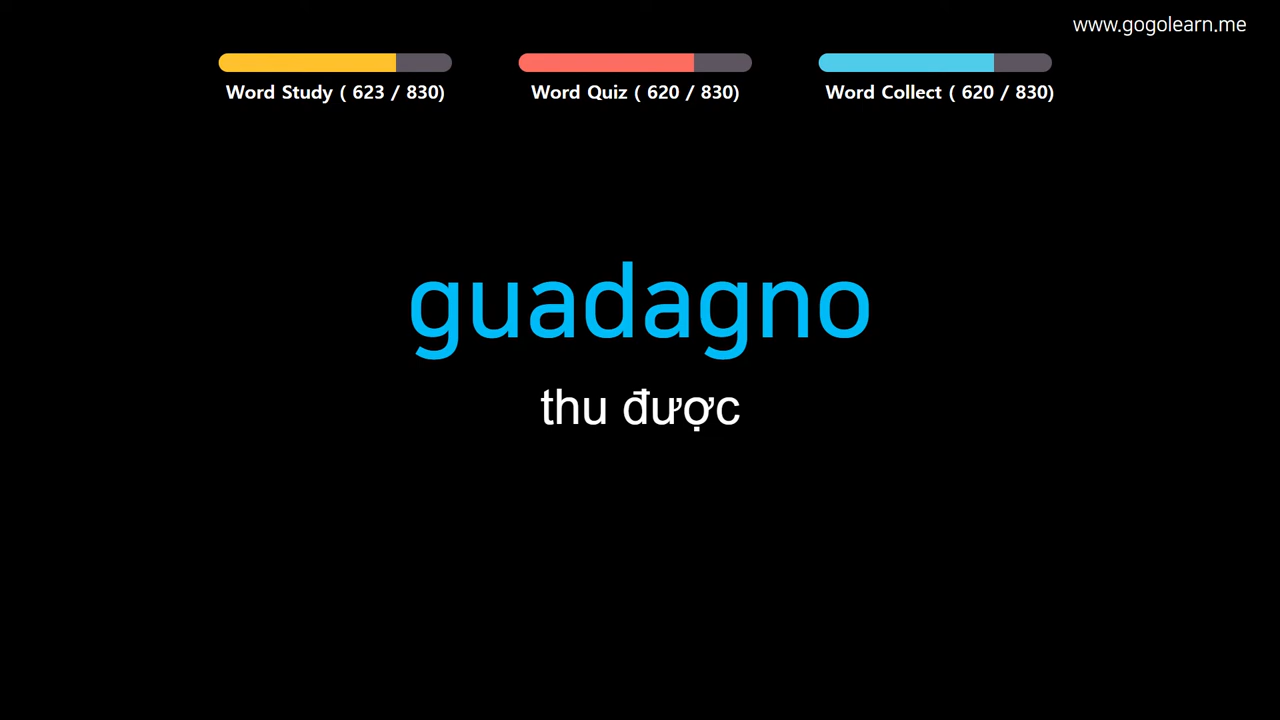 www.gogolearn.me
Word Study ( 623 / 830)
Word Quiz ( 620 / 830)
Word Collect ( 620 / 830)
guadagno
thu được